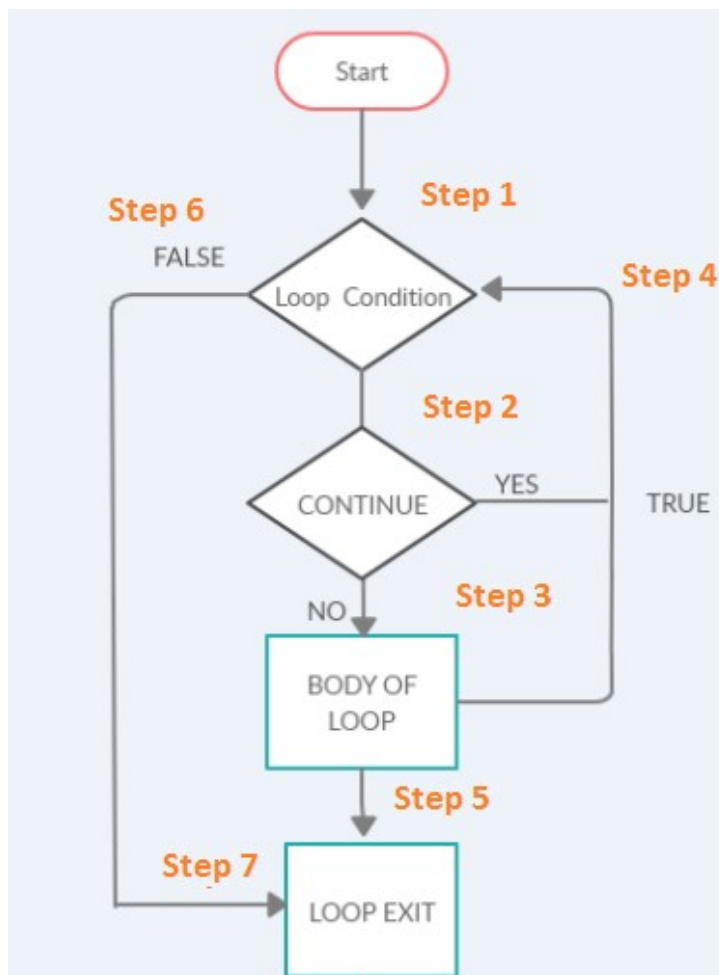 Start
Step 1
Step 6
FALSE
Loop Condition
Step 4
Step 2
CONTINUE
YES
TRUE
Step 3
NO
BODY OF
LOOP
Step 5
Step 7
LOOP EXIT